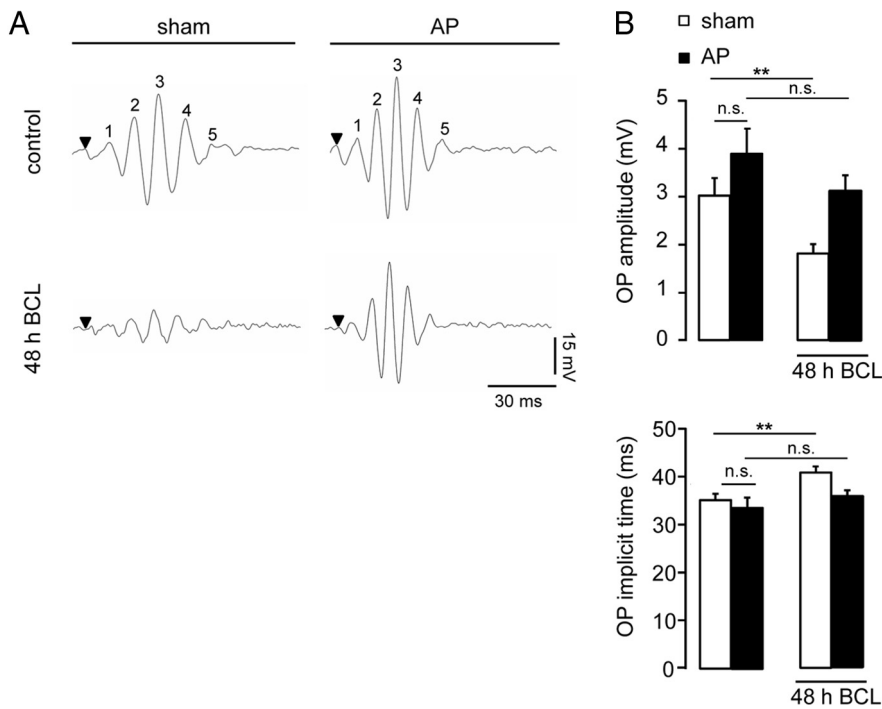 A
sham
AP
control
1
2
3
4
5
1
2
3
4
5
48 h BCL
15 mV
30 ms
B
sham
AP
**
n.s.
n.s.
OP amplitude (mV)
5
4
3
2
1
0
48 h BCL
**
n.s.
n.s.
OP implicit time (ms)
50
40
30
20
10
0
48 h BCL